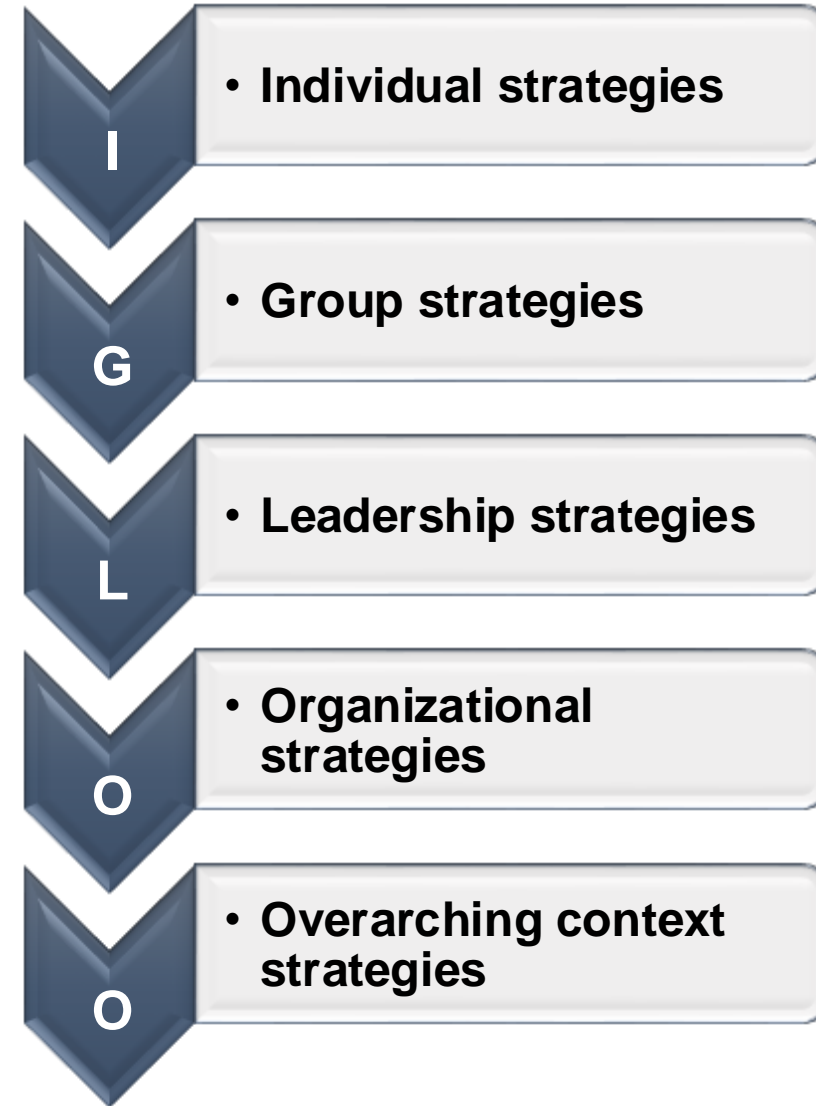 I
• Individual strategies
G
• Group strategies
L
• Leadership strategies
O
• Organizational
strategies
O
• Overarching context
strategies